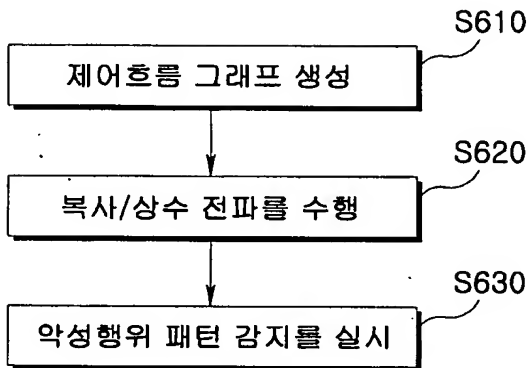 S610
제어흐름 그래프 생성
S620
복사/상수 전파를 수행
S630
악성행위 패턴 감지를 실시